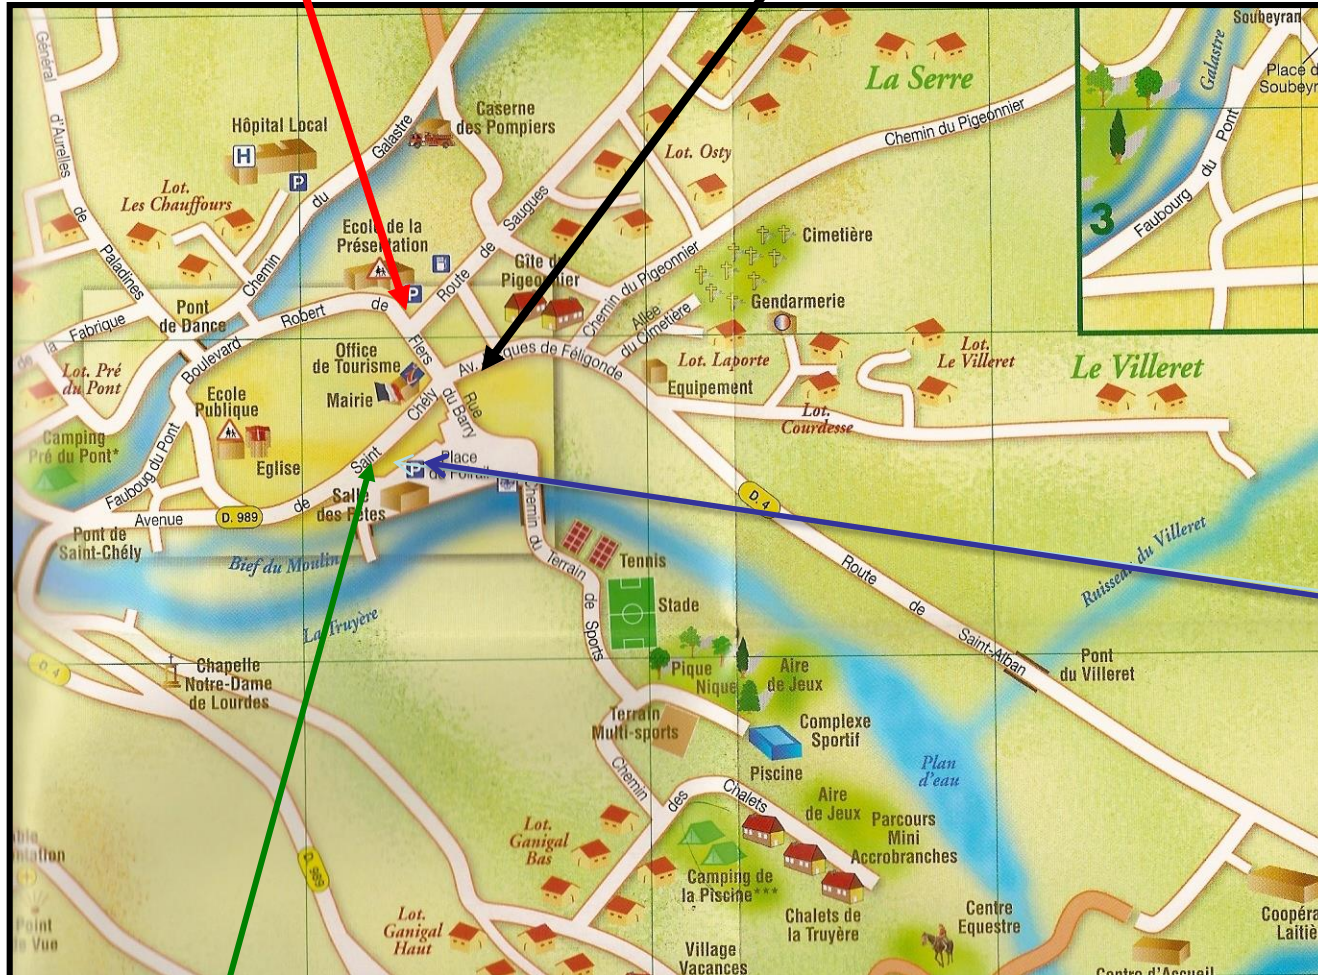 Général
d'Aurelles
de
Paladines
Hôpital Local
H
P
Lot.
Les Chauffours
Chemin
du
Galastre
Caserne
des Pompiers
La Serre
Lot. Osty
Chemin du Pigeonnier
Soubeyran
Galastre
Place d
Soubeyr
Faubourg
du
Pont
3
Ecole de la
Présentation
P
Route
de
Saugues
Gîte
Pigeonnier
Chemin du Pigeonnier
Cimetière
Gendarmerie
Allée
du Cimetière
de la Fabrique
Pont
de Dance
Boulevard
Robert
de
Flers
Office
de Tourisme
Mairie
Av.
ques de Féligonde
Lot. Laporte
Equipement
Lot.
Le Villeret
Le Villeret
Lot.
Courdesse
Lot. Pré
du Pont
Ecole
Publique
Eglise
Camping
Pré du Pont*
Fauboug du Pont
Rue
du Barry
Place
P
Salle
des Fêtes
Avenue
D. 989
de
Saint
Chély
Pont de
Saint-Chély
Bief du Moulin
La Truyère
Chemin du
Terrain
de
Sports
Tennis
Stade
D. 4
Route
de
Saint-Alban
Ruisseau du Villeret
Pont
du Villeret
D. 4
Chapelle
Notre-Dame
de Lourdes
Pique
Nique
Aire
de Jeux
Terrain
Multi-sports
Complexe
Sportif
Piscine
Plan
d'eau
Chemin
des
Chalets
Aire
de Jeux
Parcours
Mini
Accrobranches
Lot.
Ganigal
Bas
989
Camping de
la Piscine***
Chalets de
la Truyère
Centre
Equestre
Coopéra
Laitiè
Point
de Vue
Lot.
Ganigal
Haut
Village
Vacances
Centre d'Accueil